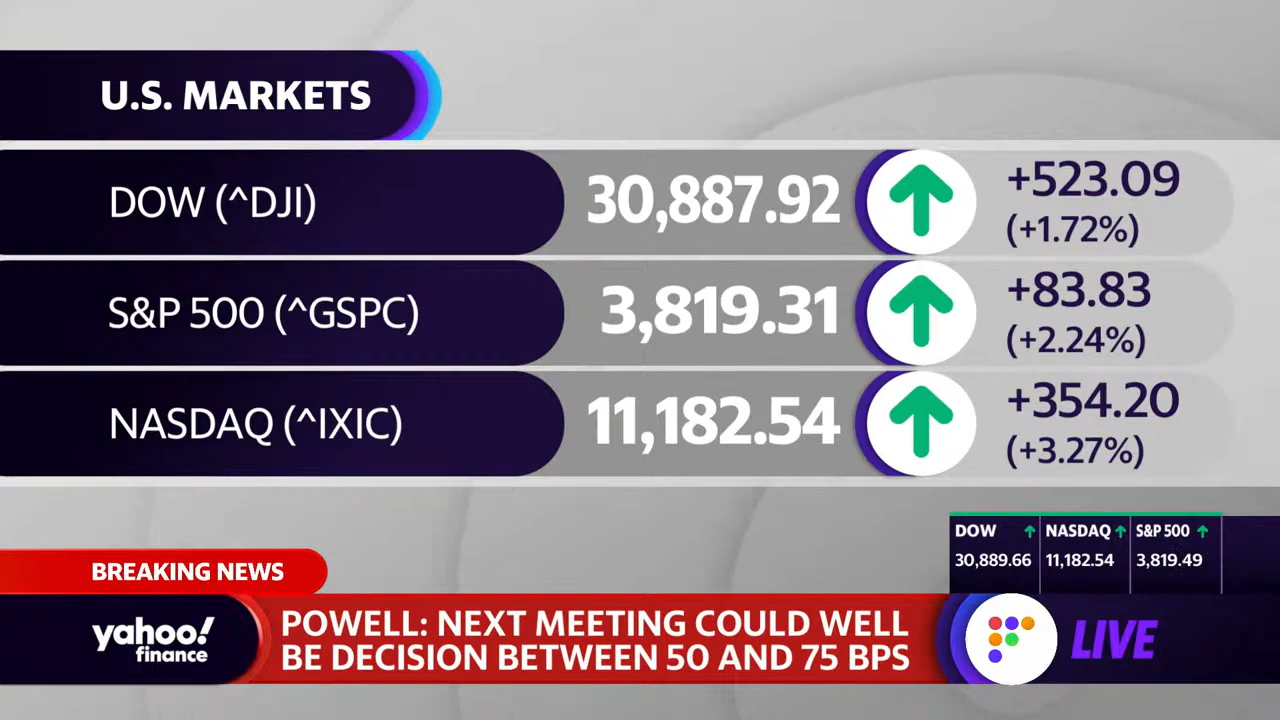 U.S. MARKETS
DOW (^DJI)
30,887.92
+523.09
(+1.72%)
S&P 500 (^GSPC)
3,819.31
+83.83
(+2.24%)
NASDAQ (^IXIC)
11,182.54
+354.20
(+3.27%)
DOW NASDAQ S&P 500
30,889.66 11,182.54 3,819.49
BREAKING NEWS
yahoo!
finance
POWELL: NEXT MEETING COULD WELL
BE DECISION BETWEEN 50 AND 75 BPS
LIVE